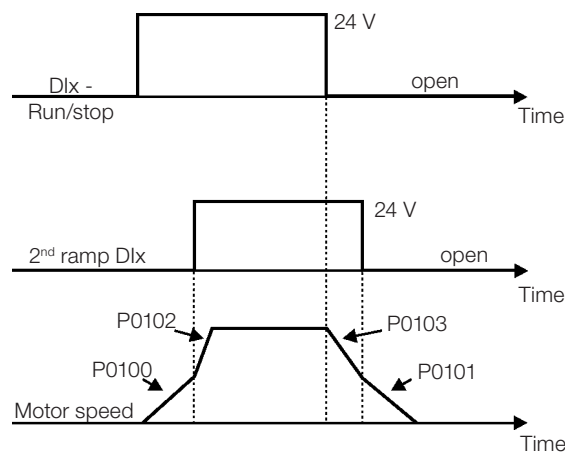 24 V
DIx -
Run/stop
open
Time
24 V
2nd ramp DIx
open
Time
P0102
P0103
P0100
P0101
Motor speed
Time